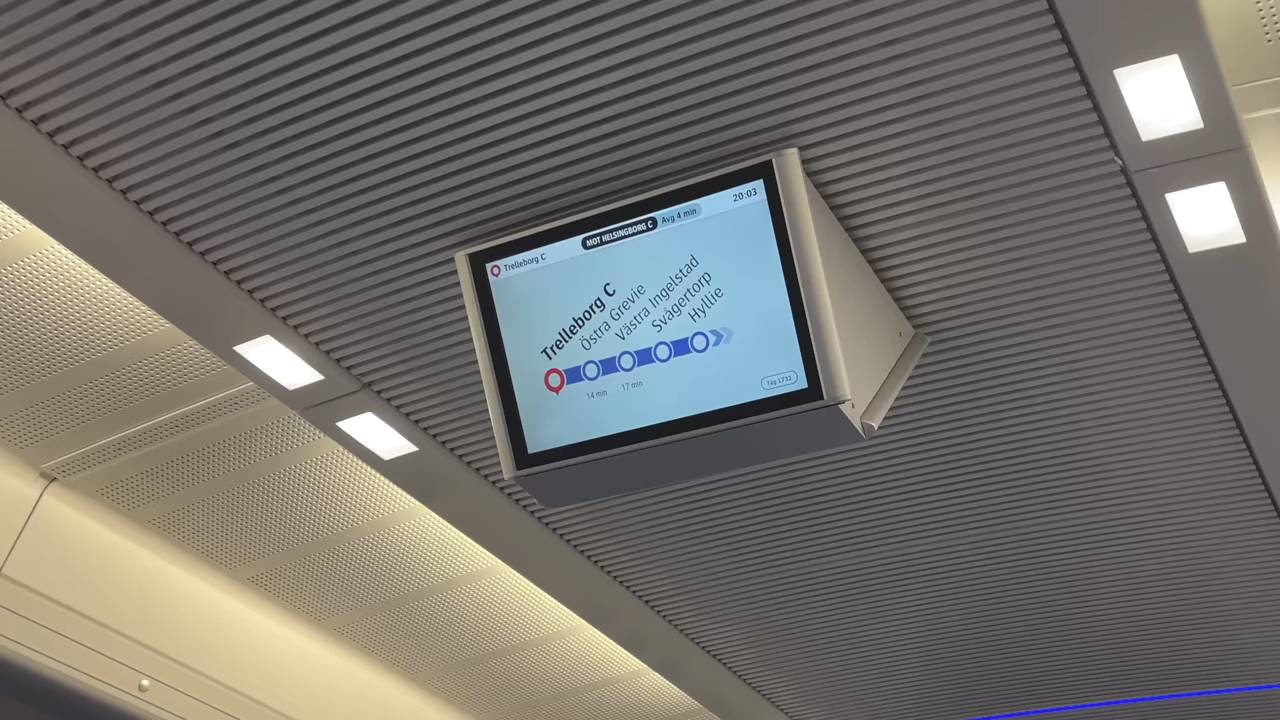 Trelleborg C
MOT HELSINGBORG C
Avg 4 min
20:03
Trelleborg C
Östra Grevie
Västra Ingelstad
Svågertorp
Hyllie
14 min
17 min
Tåg 1732